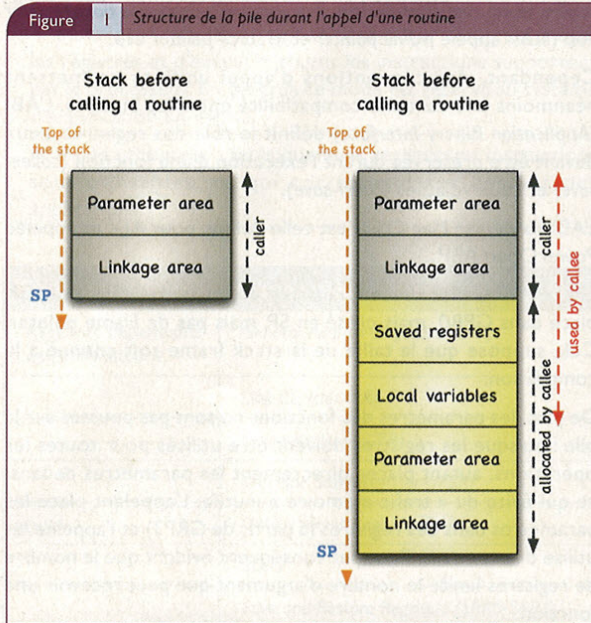 Figure 1 Structure de la pile durant l'appel d'une routine
Stack before
calling a routine
Top of
the stack
Parameter area
Linkage area
caller
SP
Stack before
calling a routine
Top of
the stack
Parameter area
Linkage area
Saved registers
Local variables
Parameter area
Linkage area
caller
allocated by callee
used by callee
SP